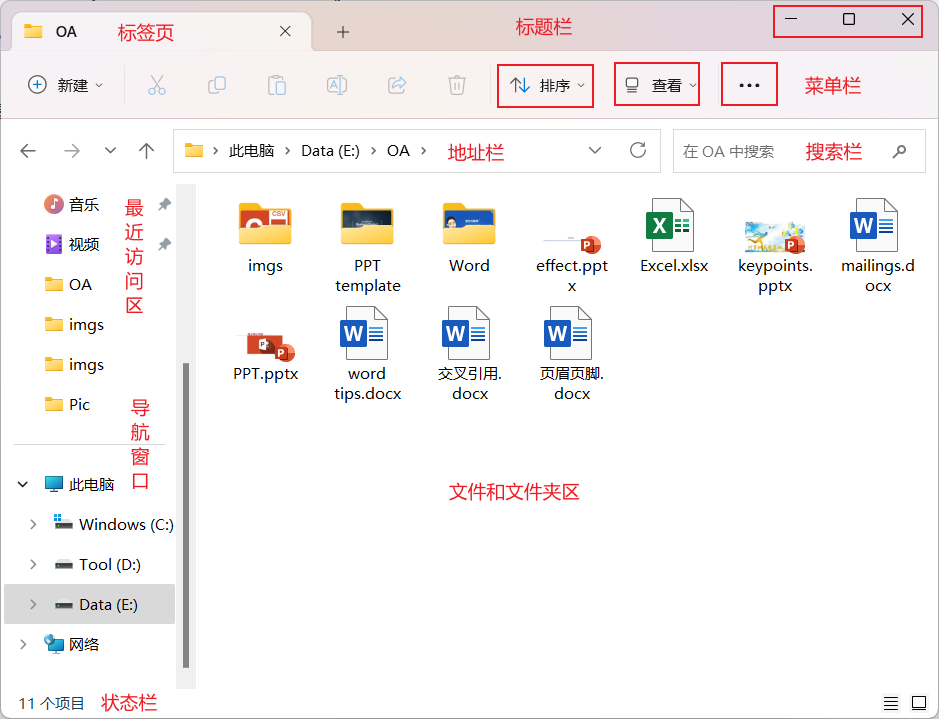 OA 标签页 标题栏
新建 排序 查看 ··· 菜单栏
此电脑 Data (E:) OA 地址栏 在 OA 中搜索 搜索栏
音乐
视频
OA
imgs
imgs
Pic
最近访问区
导航窗口
此电脑
Windows (C:)
Tool (D:)
Data (E:)
网络
CSV
imgs
PPT
template
Word
effect.ppt
x
Excel.xlsx
keypoints.
pptx
mailings.d
ocx
PPT.pptx
word
tips.docx
交叉引用.
docx
页眉页脚.
docx
文件和文件夹区
11 个项目 状态栏